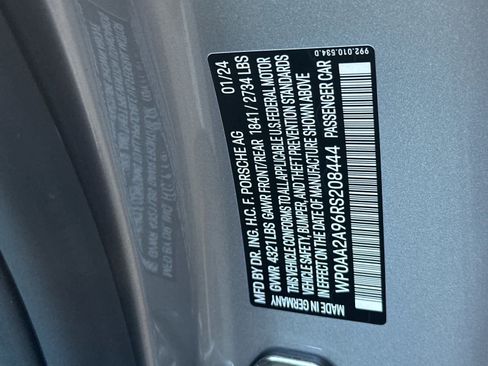 992.010.534.D
MFD BY DR. ING. H.C. F. PORSCHE AG 01/24
GVWR 4321 LBS GAWR FRONT/REAR 1841 / 2734 LBS
THIS VEHICLE CONFORMS TO ALL APPLICABLE U.S. FEDERAL MOTOR
VEHICLE SAFETY, BUMPER, AND THEFT PREVENTION STANDARDS
IN EFFECT ON THE DATE OF MANUFACTURE SHOWN ABOVE
WP0AA2A96RS208444 PASSENGER CAR
MADE IN GERMANY